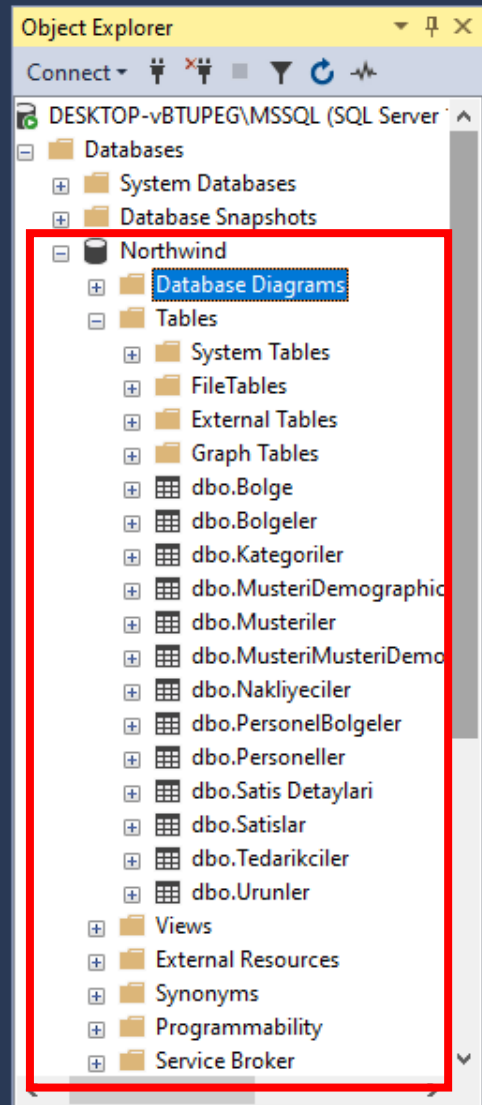 Object Explorer
Connect
DESKTOP-vBTUPEG\MSSQL (SQL Server
Databases
System Databases
Database Snapshots
Northwind
Database Diagrams
Tables
System Tables
FileTables
External Tables
Graph Tables
dbo.Bolge
dbo.Bolgeler
dbo.Kategoriler
dbo.MusteriDemographic
dbo.Musteriler
dbo.MusteriMusteriDemo
dbo.Nakliyeciler
dbo.PersonelBolgeler
dbo.Personeller
dbo.Satis Detaylari
dbo.Satislar
dbo.Tedarikciler
dbo.Urunler
Views
External Resources
Synonyms
Programmability
Service Broker